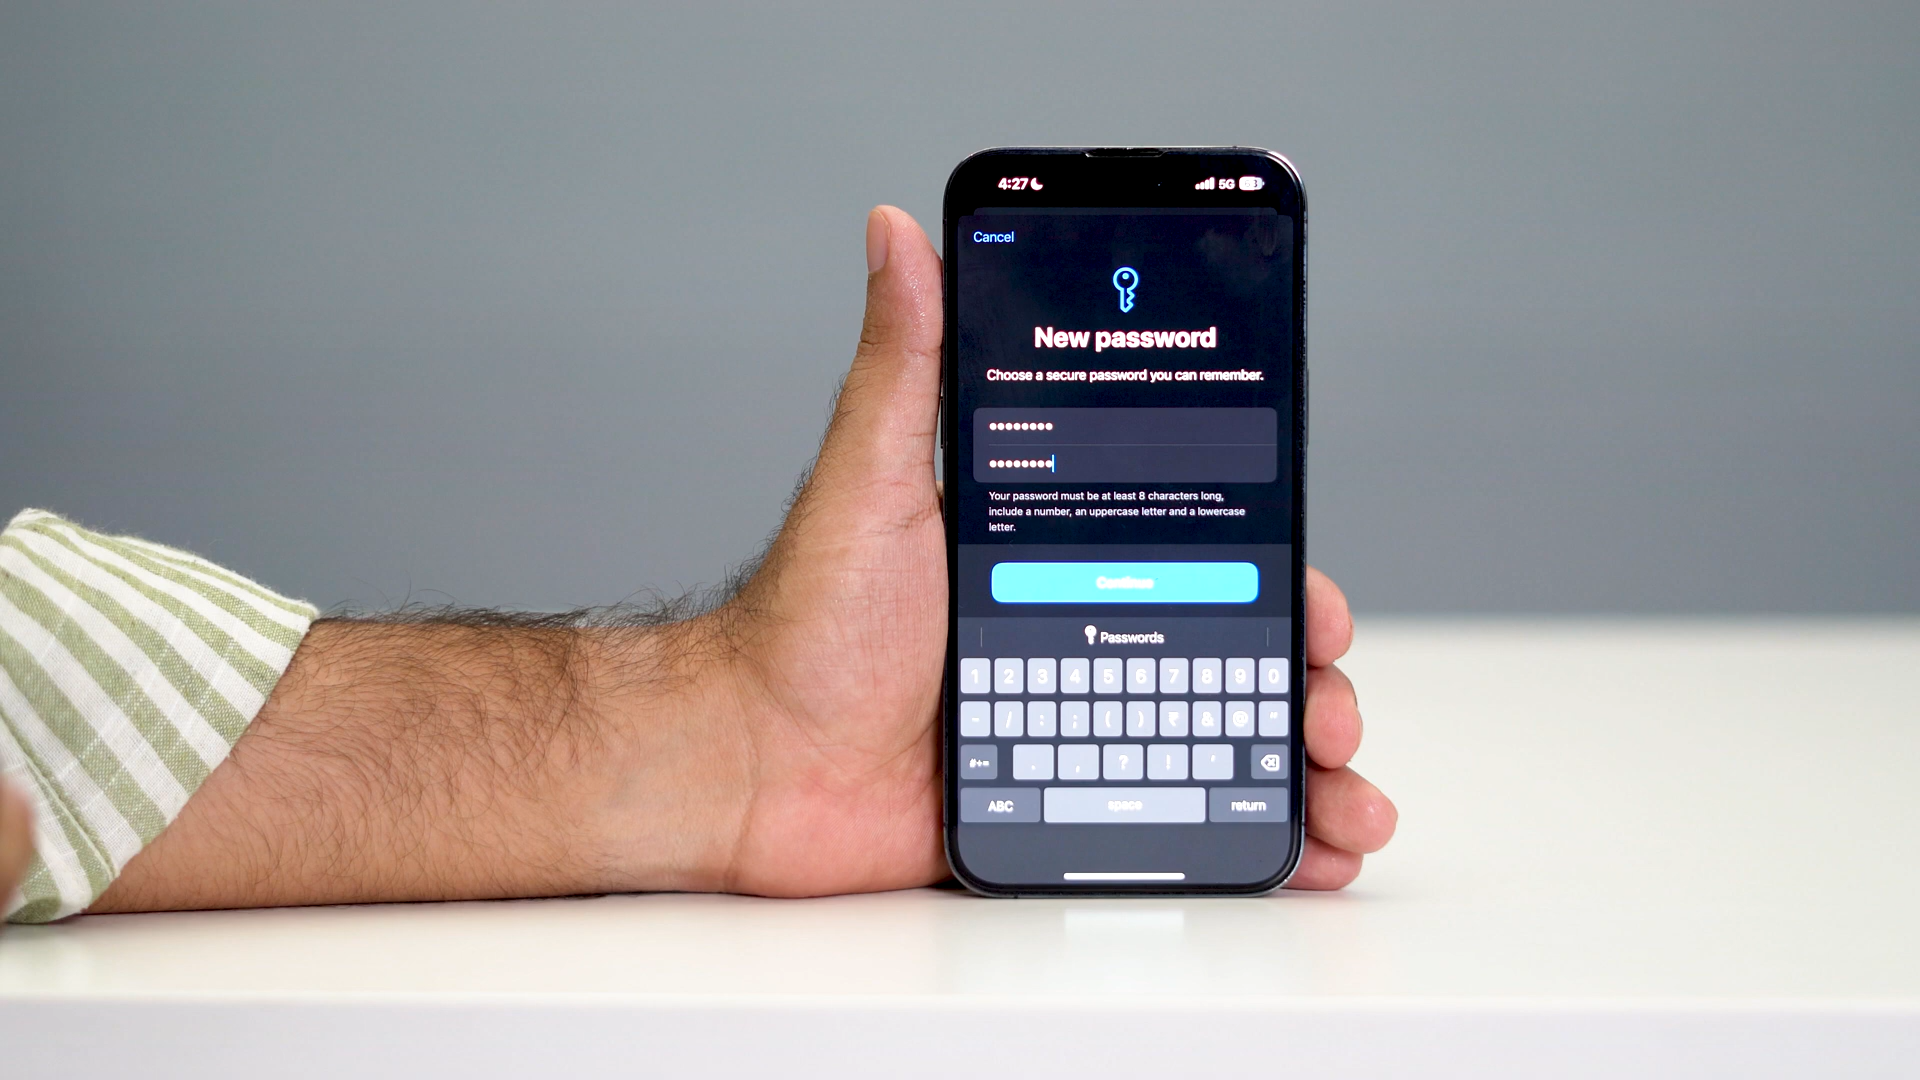 4:27 5G
Cancel
New password
Choose a secure password you can remember.
••••••••
••••••••
Your password must be at least 8 characters long,
include a number, an uppercase letter and a lowercase
letter.
Continue
Passwords
1 2 3 4 5 6 7 8 9 0
- / : ; ( ) ₹ & @ "
#+= . , ? ! '
ABC space return